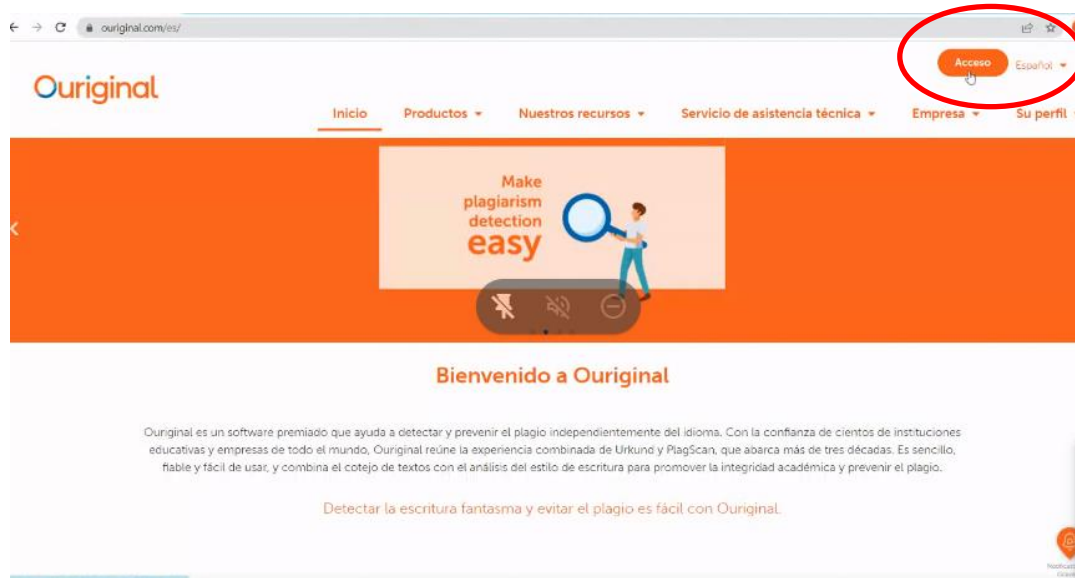 ouriginal.com/es/
Acceso
Español
Ouriginal
Inicio Productos Nuestros recursos Servicio de asistencia técnica Empresa Su perfil
Make
plagiarism
detection
easy
Bienvenido a Ouriginal
Ouriginal es un software premiado que ayuda a detectar y prevenir el plagio independientemente del idioma. Con la confianza de cientos de instituciones
educativas y empresas de todo el mundo, Ouriginal reúne la experiencia combinada de Urkund y PlagScan, que abarca más de tres décadas. Es sencillo,
fiable y fácil de usar, y combina el cotejo de textos con el análisis del estilo de escritura para promover la integridad académica y prevenir el plagio.
Detectar la escritura fantasma y evitar el plagio es fácil con Ouriginal.